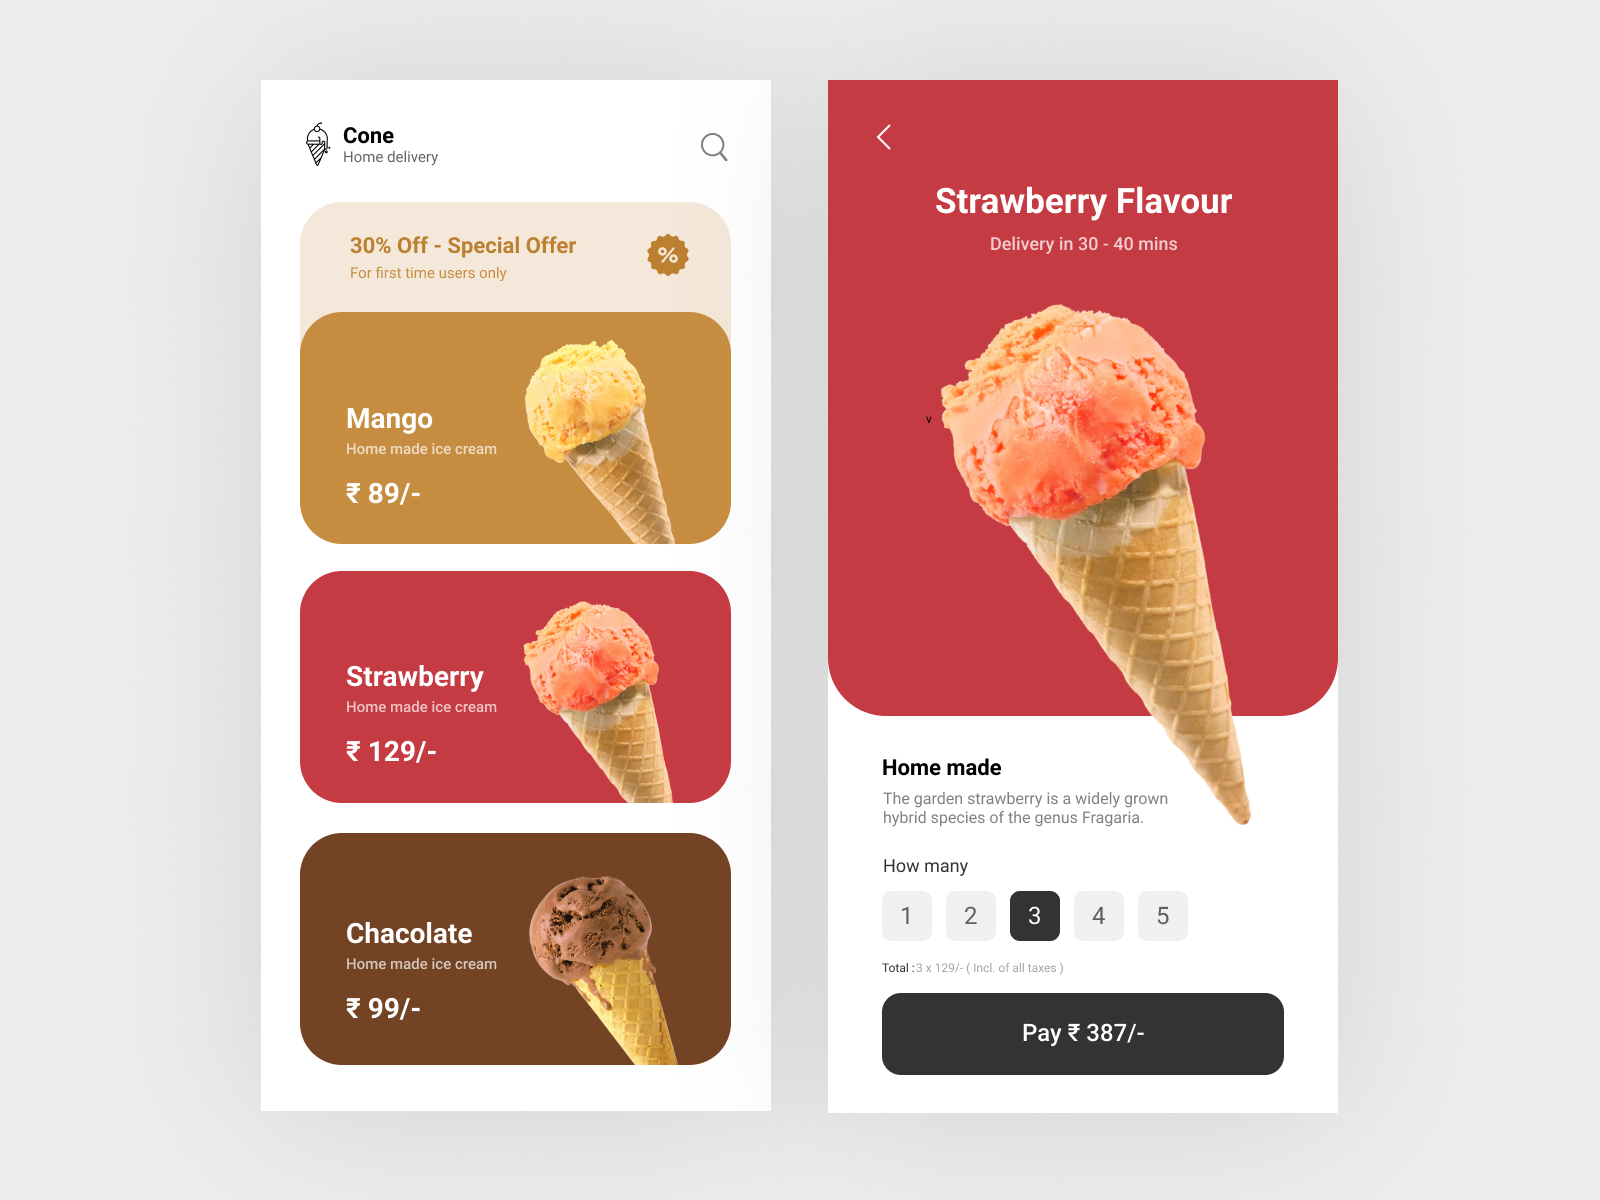 Cone
Home delivery
30% Off - Special Offer
For first time users only
%
Mango
Home made ice cream
₹ 89/-
Strawberry
Home made ice cream
₹ 129/-
Chacolate
Home made ice cream
₹ 99/-
Strawberry Flavour
Delivery in 30 - 40 mins
v
Home made
The garden strawberry is a widely grown
hybrid species of the genus Fragaria.
How many
1 2 3 4 5
Total : 3 x 129/- ( Incl. of all taxes )
Pay ₹ 387/-